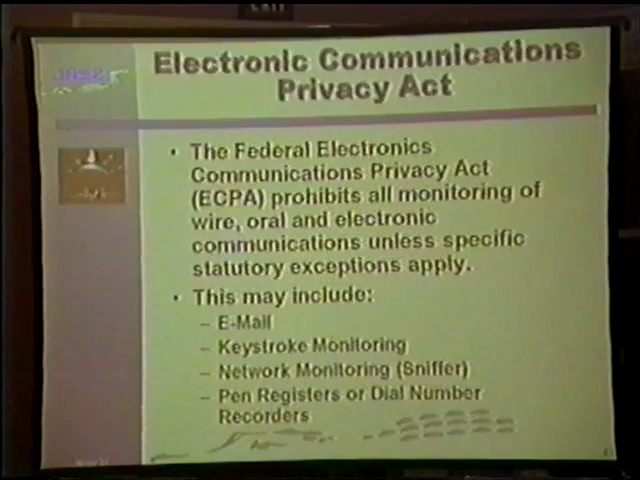 EXIT
Electronic Communications
Privacy Act
• The Federal Electronics
Communications Privacy Act
(ECPA) prohibits all monitoring of
wire, oral and electronic
communications unless specific
statutory exceptions apply.
• This may include:
– E-Mail
– Keystroke Monitoring
– Network Monitoring (Sniffer)
– Pen Registers or Dial Number
Recorders